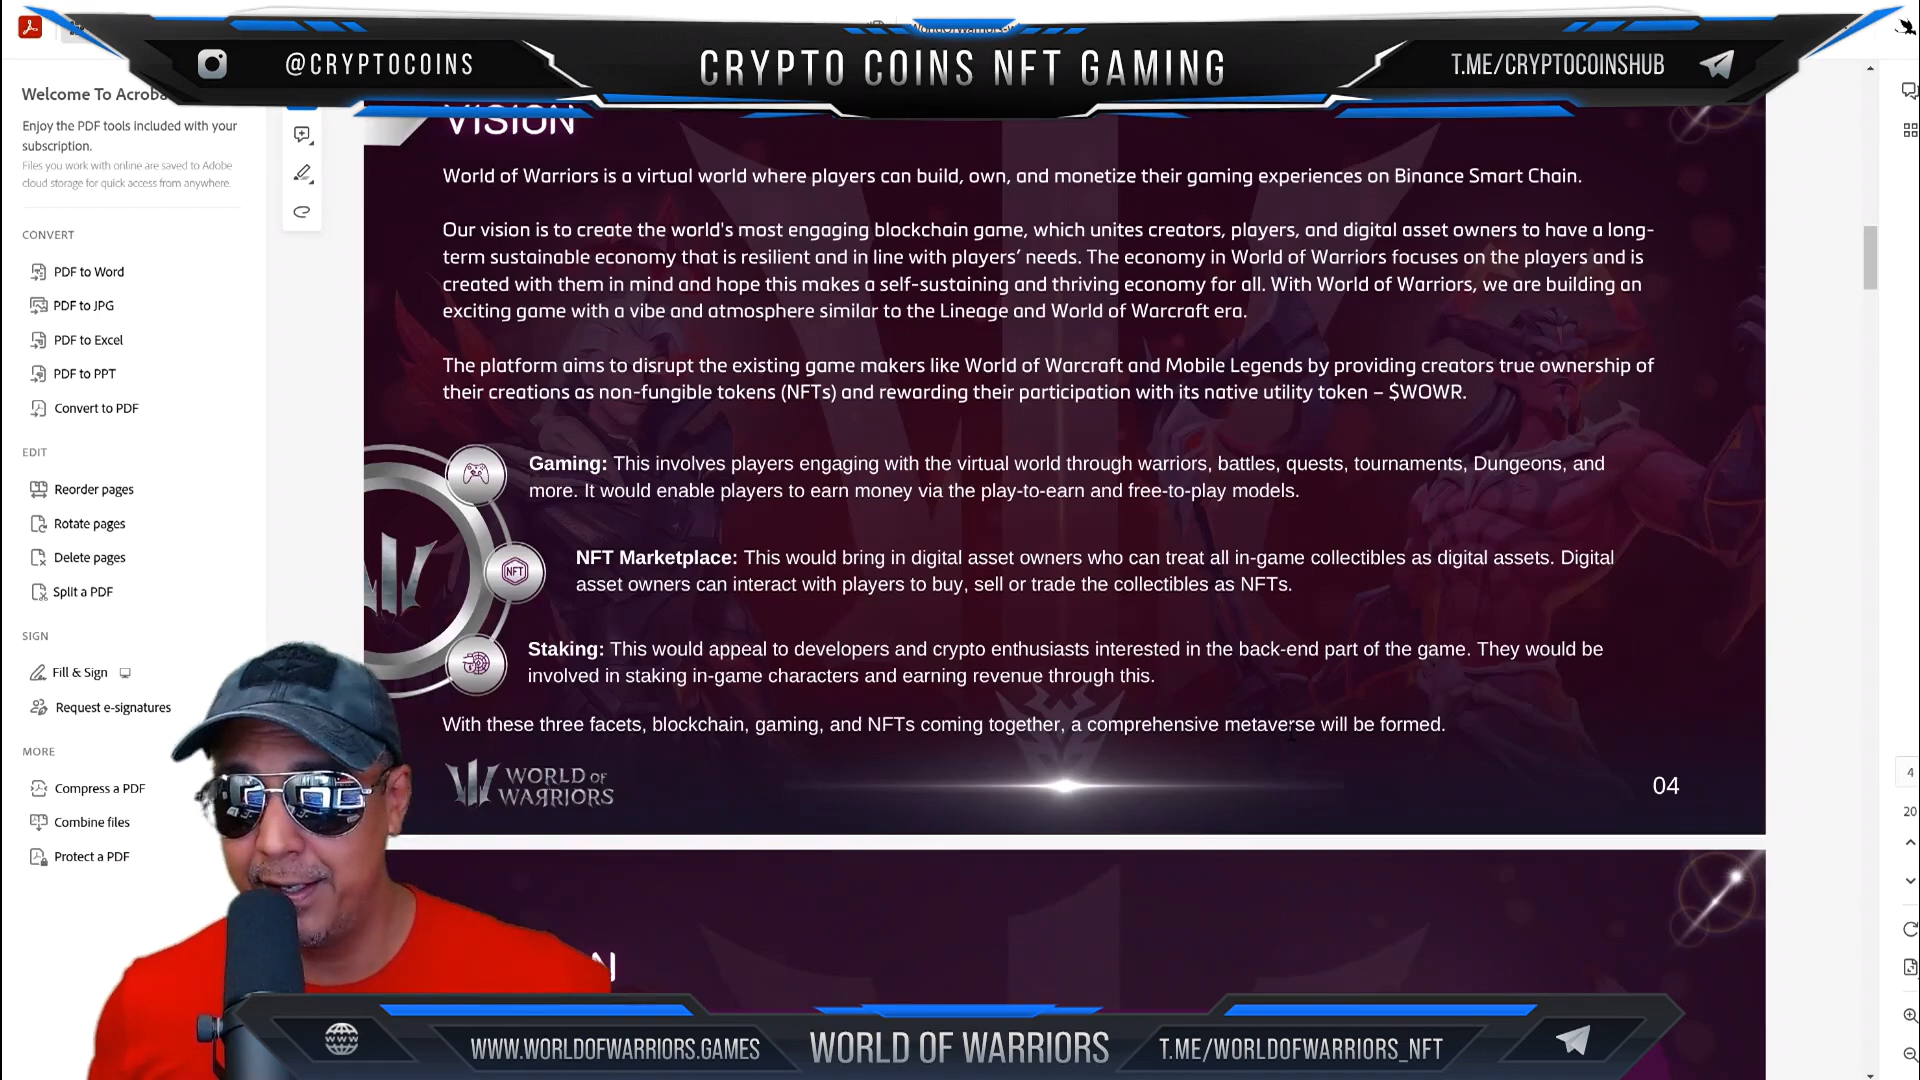 @CRYPTOCOINS
CRYPTO COINS NFT GAMING
T.ME/CRYPTOCOINSHUB
Welcome To Acroba
Enjoy the PDF tools included with your
subscription.
Files you work with online are saved to Adobe
cloud storage for quick access from anywhere.
CONVERT
PDF to Word
PDF to JPG
PDF to Excel
PDF to PPT
Convert to PDF
EDIT
Reorder pages
Rotate pages
Delete pages
Split a PDF
SIGN
Fill & Sign
Request e-signatures
MORE
Compress a PDF
Combine files
Protect a PDF
VISION
World of Warriors is a virtual world where players can build, own, and monetize their gaming experiences on Binance Smart Chain.
Our vision is to create the world's most engaging blockchain game, which unites creators, players, and digital asset owners to have a long-
term sustainable economy that is resilient and in line with players' needs. The economy in World of Warriors focuses on the players and is
created with them in mind and hope this makes a self-sustaining and thriving economy for all. With World of Warriors, we are building an
exciting game with a vibe and atmosphere similar to the Lineage and World of Warcraft era.
The platform aims to disrupt the existing game makers like World of Warcraft and Mobile Legends by providing creators true ownership of
their creations as non-fungible tokens (NFTs) and rewarding their participation with its native utility token – $WOWR.
Gaming: This involves players engaging with the virtual world through warriors, battles, quests, tournaments, Dungeons, and
more. It would enable players to earn money via the play-to-earn and free-to-play models.
NFT
NFT Marketplace: This would bring in digital asset owners who can treat all in-game collectibles as digital assets. Digital
asset owners can interact with players to buy, sell or trade the collectibles as NFTs.
Staking: This would appeal to developers and crypto enthusiasts interested in the back-end part of the game. They would be
involved in staking in-game characters and earning revenue through this.
With these three facets, blockchain, gaming, and NFTs coming together, a comprehensive metaverse will be formed.
WORLD OF
WARRIORS
04
4
20
N
WWW
WWW.WORLDOFWARRIORS.GAMES
WORLD OF WARRIORS
T.ME/WORLDOFWARRIORS_NFT